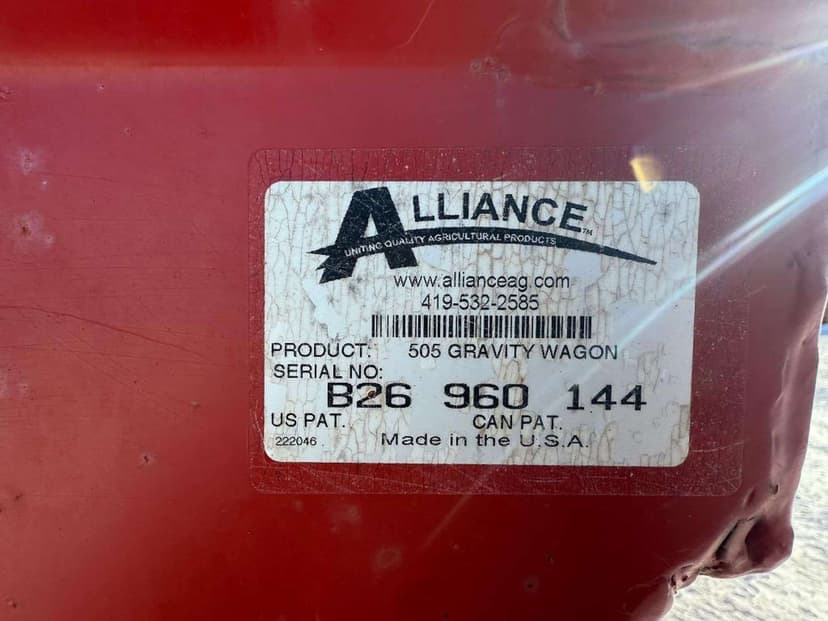 ALLIANCE™
UNITING QUALITY AGRICULTURAL PRODUCTS
www.allianceag.com
419-532-2585
PRODUCT: 505 GRAVITY WAGON
SERIAL NO:
B26 960 144
US PAT. CAN PAT.
222046 Made in the U.S.A.